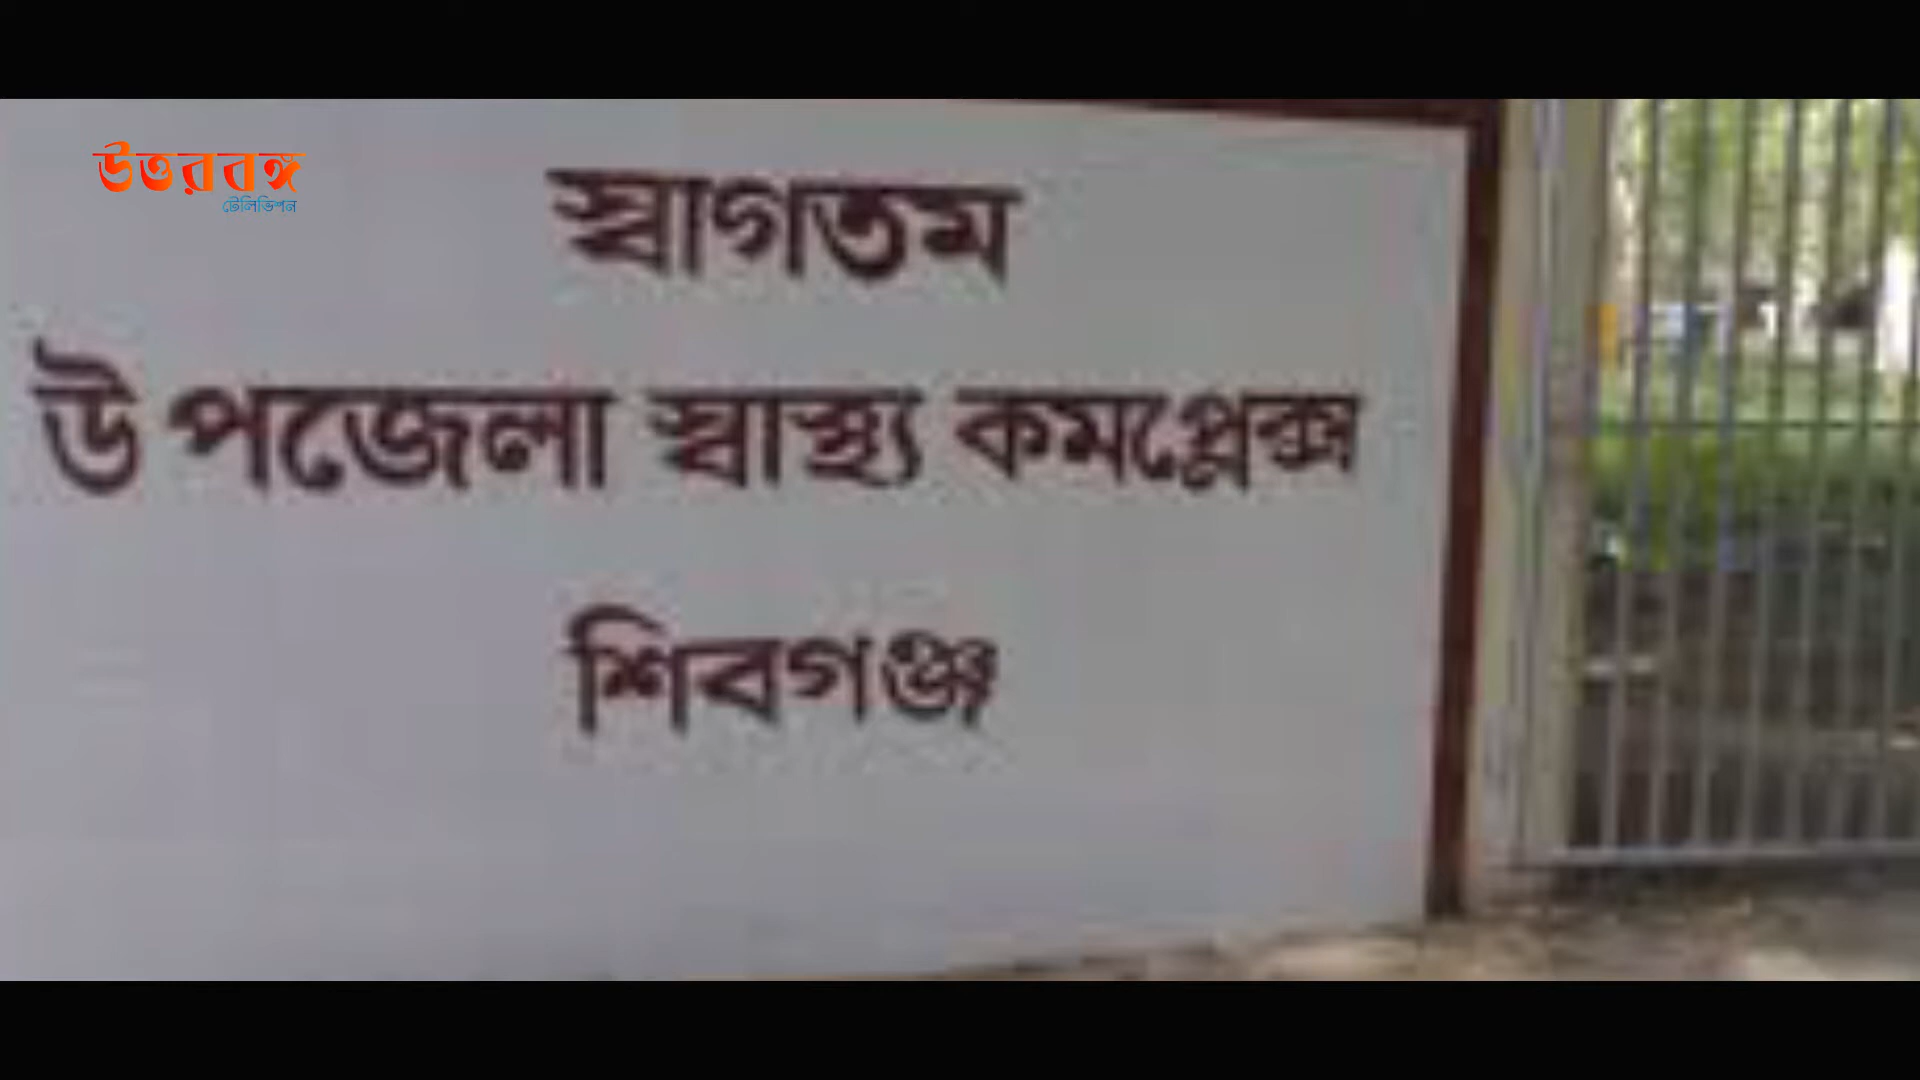 উত্তরবঙ্গ
টেলিভিশন
স্বাগতম
উপজেলা স্বাস্থ্য কমপ্লেক্স
শিবগঞ্জ